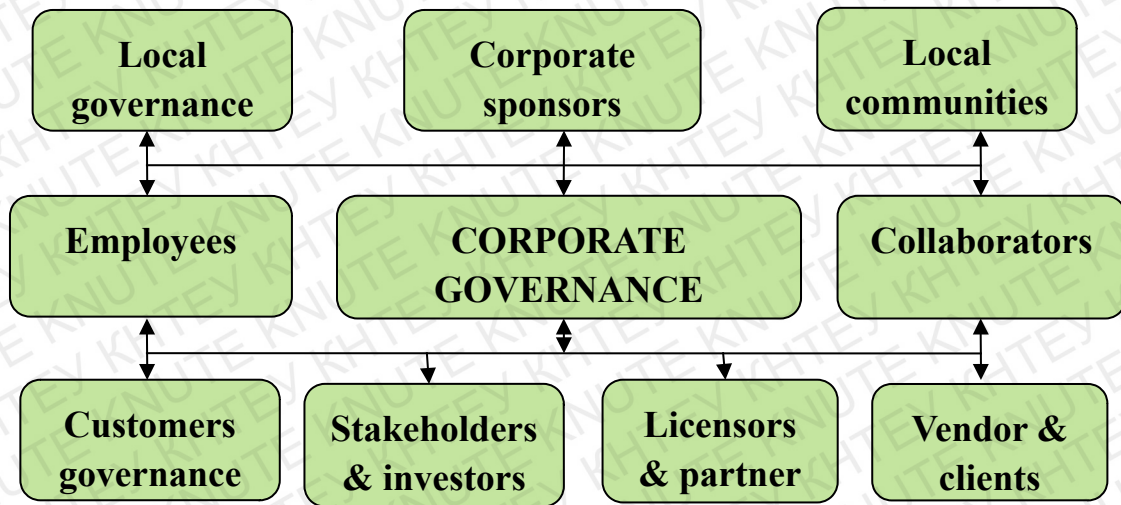 Local
governance
Corporate
sponsors
Local
communities
Employees
CORPORATE
GOVERNANCE
Collaborators
Customers
governance
Stakeholders
& investors
Licensors
& partner
Vendor &
clients